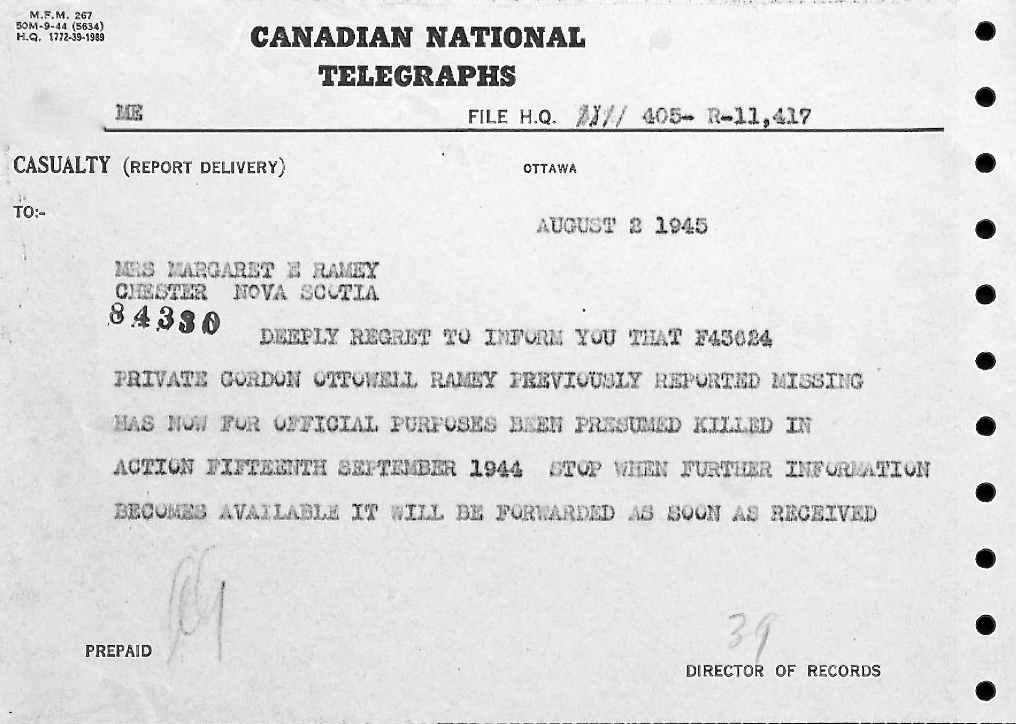 M.F.M. 267
50M-9-44 (5634)
H.Q. 1772-39-1989
CANADIAN NATIONAL
TELEGRAPHS
ME
FILE H.Q. 405- R-11,417
CASUALTY (REPORT DELIVERY)
OTTAWA
TO:-
AUGUST 2 1945
MRS MARGARET E RAMEY
CHESTER NOVA SCOTIA
84330
DEEPLY REGRET TO INFORM YOU THAT F43624
PRIVATE GORDON OTTOWELL RAMEY PREVIOUSLY REPORTED MISSING
HAS NOW FOR OFFICIAL PURPOSES BEEN PRESUMED KILLED IN
ACTION FIFTEENTH SEPTEMBER 1944 STOP WHEN FURTHER INFORMATION
BECOMES AVAILABLE IT WILL BE FORWARDED AS SOON AS RECEIVED
39
PREPAID
DIRECTOR OF RECORDS